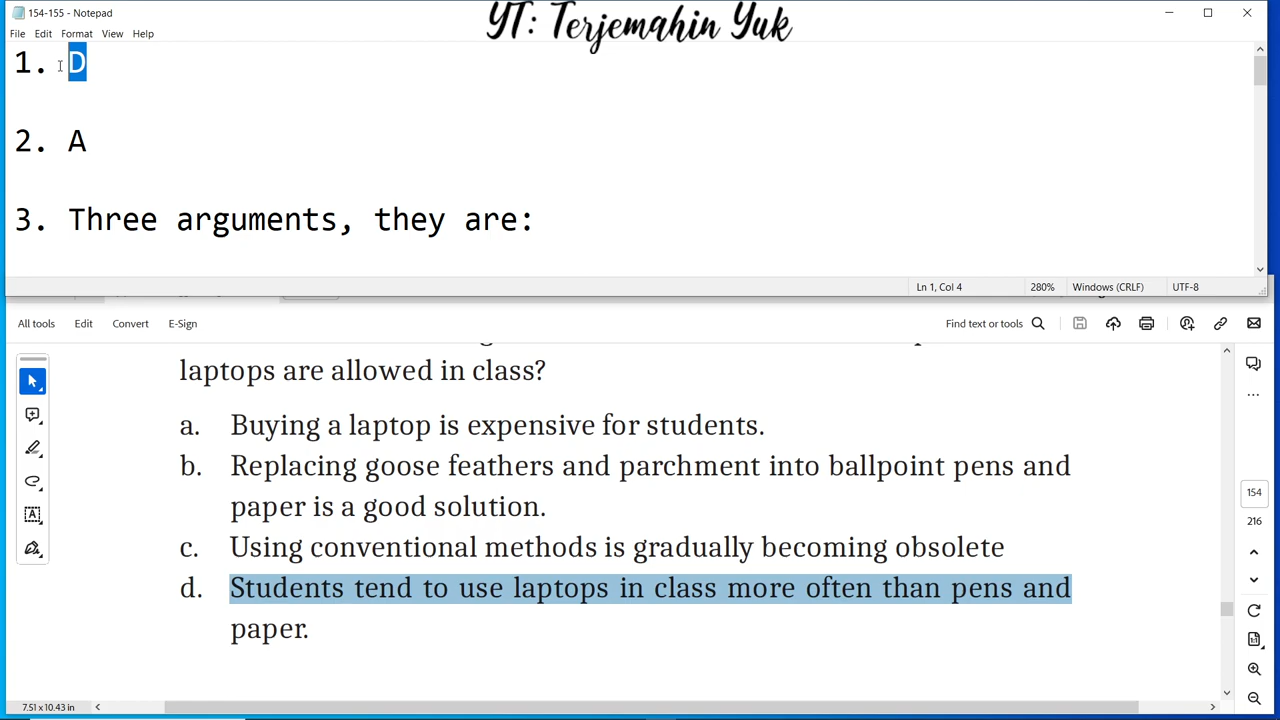 154-155 - Notepad
YT: Terjemahin Yuk
File Edit Format View Help
1. D
2. A
3. Three arguments, they are:
Ln 1, Col 4 280% Windows (CRLF) UTF-8
All tools Edit Convert E-Sign Find text or tools
laptops are allowed in class?
a. Buying a laptop is expensive for students.
b. Replacing goose feathers and parchment into ballpoint pens and
paper is a good solution.
c. Using conventional methods is gradually becoming obsolete
d. Students tend to use laptops in class more often than pens and
paper.
154
216
7.51 x 10.43 in